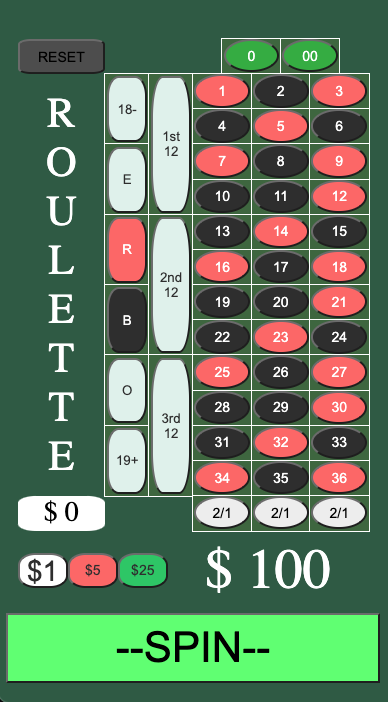 RESET
0 00
ROULETTE
18-
E
R
B
O
19+
1st
12
2nd
12
3rd
12
1 2 3
4 5 6
7 8 9
10 11 12
13 14 15
16 17 18
19 20 21
22 23 24
25 26 27
28 29 30
31 32 33
34 35 36
2/1 2/1 2/1
$ 0
$1 $5 $25
$ 100
--SPIN--